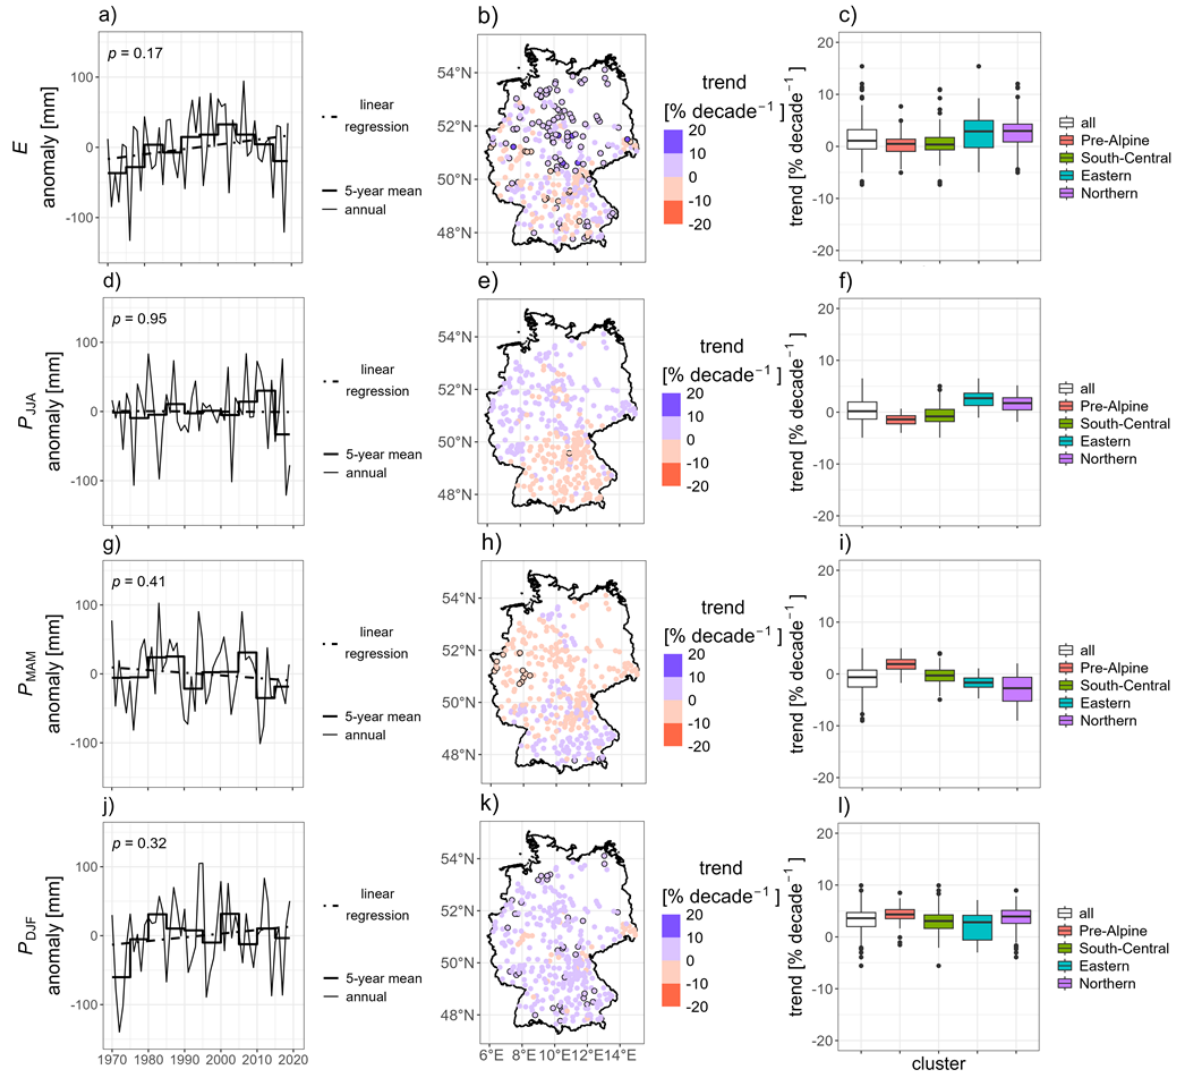 a)
b)
c)
p = 0.17
E
anomaly [mm]
100
0
-100
linear
regression
5-year mean
annual
54°N
52°N
50°N
48°N
trend
[% decade⁻¹ ]
20
10
0
-10
-20
trend [% decade⁻¹ ]
20
10
0
-10
-20
all
Pre-Alpine
South-Central
Eastern
Northern
d)
e)
f)
p = 0.95
P_JJA
anomaly [mm]
100
0
-100
linear
regression
5-year mean
annual
54°N
52°N
50°N
48°N
trend
[% decade⁻¹ ]
20
10
0
-10
-20
trend [% decade⁻¹ ]
20
10
0
-10
-20
all
Pre-Alpine
South-Central
Eastern
Northern
g)
h)
i)
p = 0.41
P_MAM
anomaly [mm]
100
0
-100
linear
regression
5-year mean
annual
54°N
52°N
50°N
48°N
trend
[% decade⁻¹ ]
20
10
0
-10
-20
trend [% decade⁻¹ ]
20
10
0
-10
-20
all
Pre-Alpine
South-Central
Eastern
Northern
j)
k)
l)
p = 0.32
P_DJF
anomaly [mm]
100
0
-100
1970 1980 1990 2000 2010 2020
linear
regression
5-year mean
annual
54°N
52°N
50°N
48°N
6°E 8°E 10°E 12°E 14°E
trend
[% decade⁻¹ ]
20
10
0
-10
-20
trend [% decade⁻¹ ]
20
10
0
-10
-20
cluster
all
Pre-Alpine
South-Central
Eastern
Northern